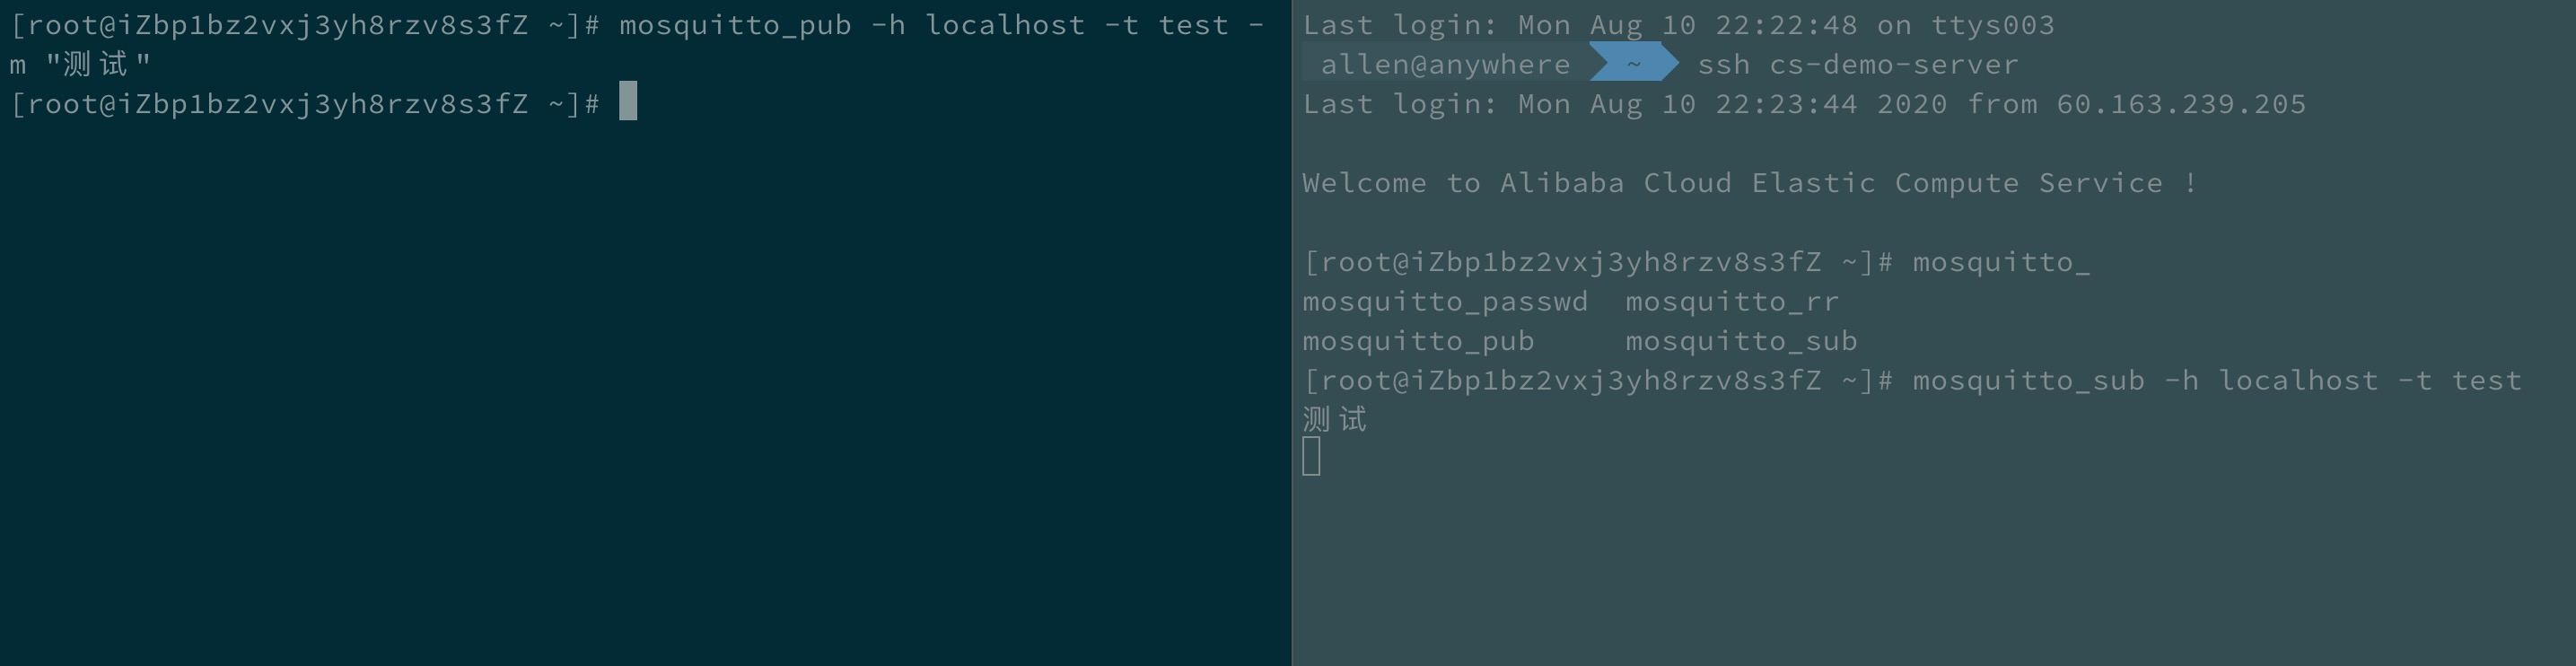 [root@iZbp1bz2vxj3yh8rzv8s3fZ ~]# mosquitto_pub -h localhost -t test -
m "测试"
[root@iZbp1bz2vxj3yh8rzv8s3fZ ~]#
Last login: Mon Aug 10 22:22:48 on ttys003
allen@anywhere ~ ssh cs-demo-server
Last login: Mon Aug 10 22:23:44 2020 from 60.163.239.205
Welcome to Alibaba Cloud Elastic Compute Service !
[root@iZbp1bz2vxj3yh8rzv8s3fZ ~]# mosquitto_
mosquitto_passwd mosquitto_rr
mosquitto_pub mosquitto_sub
[root@iZbp1bz2vxj3yh8rzv8s3fZ ~]# mosquitto_sub -h localhost -t test
测试